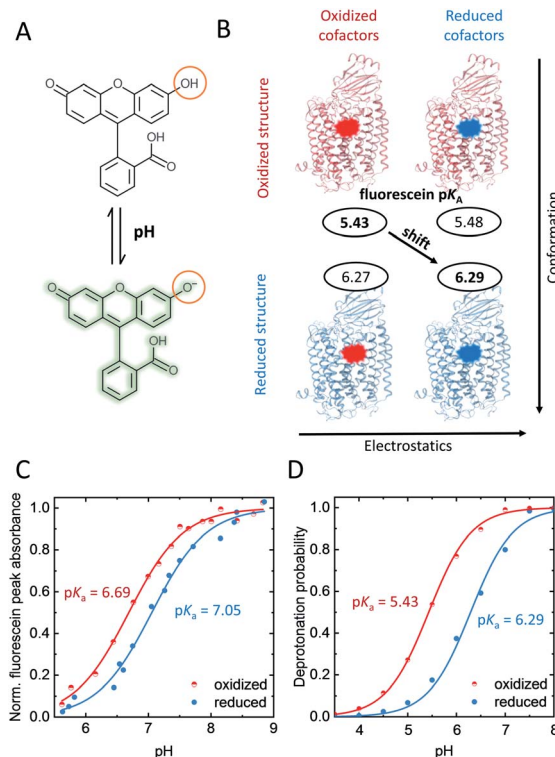 A
O
O
OH
OH
O
pH
O
O
O⁻
OH
O
B
Oxidized cofactors
Reduced cofactors
Oxidized structure
fluorescein pKA
5.43
5.48
shift
6.27
6.29
Reduced structure
Conformation
Electrostatics
C
Norm. fluorescein peak absorbance
1.0
0.8
0.6
0.4
0.2
0.0
pKa = 6.69
pKa = 7.05
oxidized
reduced
6
7
8
9
pH
D
Deprotonation probability
1.0
0.8
0.6
0.4
0.2
0.0
pKa = 5.43
pKa = 6.29
oxidized
reduced
4
5
6
7
8
pH